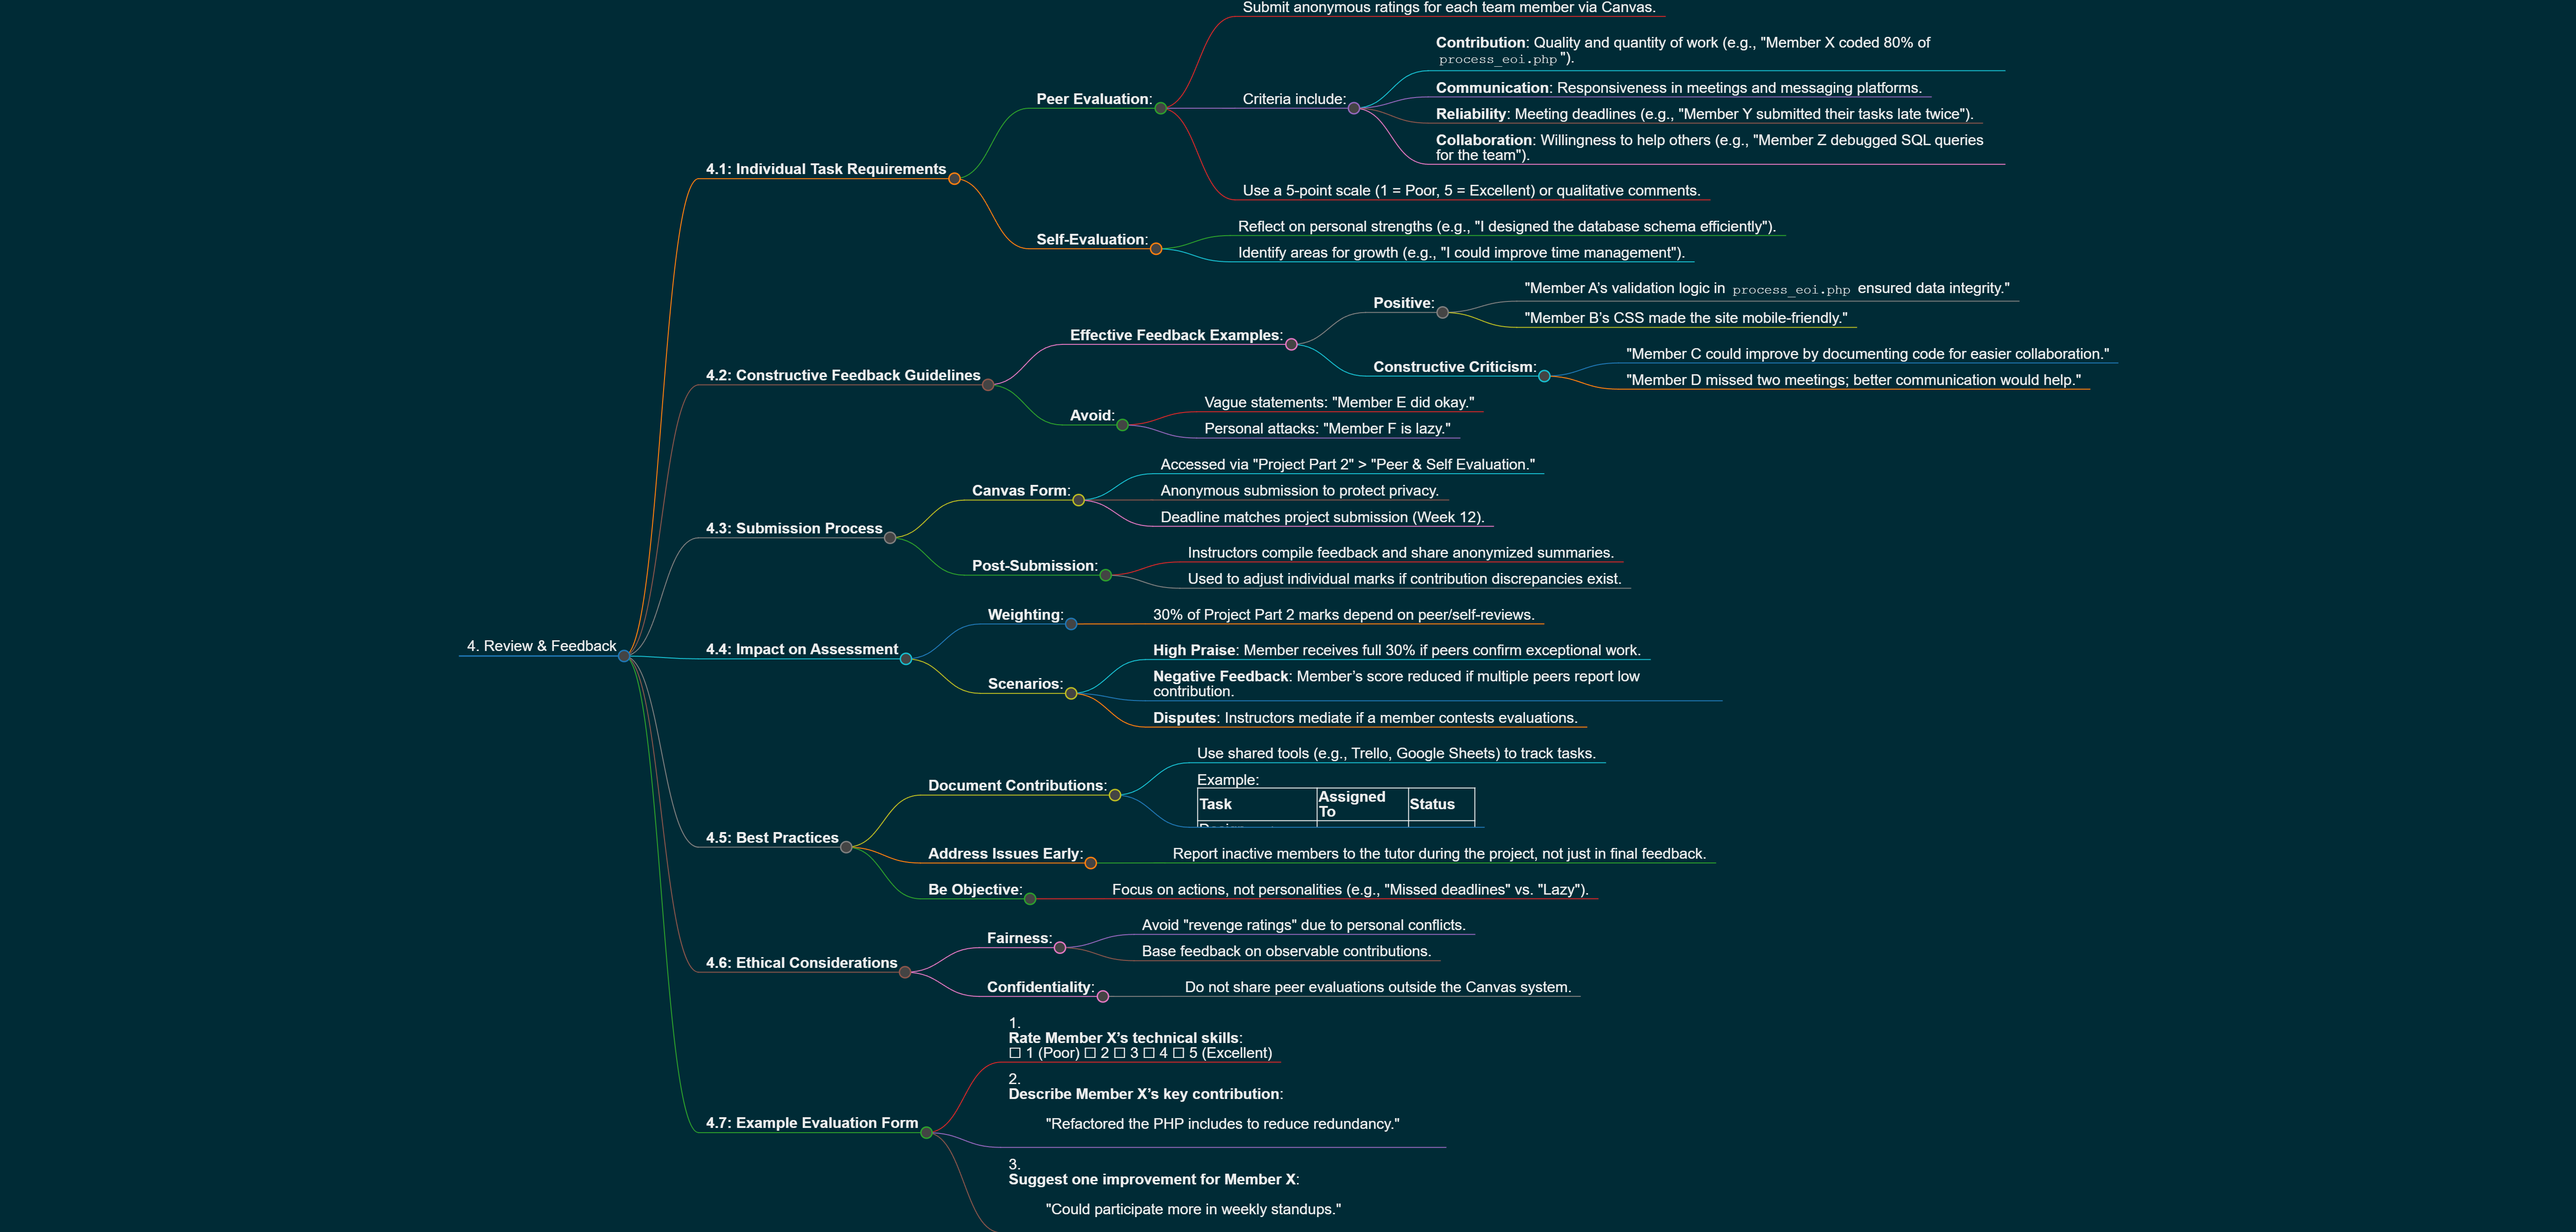 Submit anonymous ratings for each team member via Canvas.
Contribution: Quality and quantity of work (e.g., "Member X coded 80% of
process_eoi.php").
Peer Evaluation:
Criteria include:
Communication: Responsiveness in meetings and messaging platforms.
Reliability: Meeting deadlines (e.g., "Member Y submitted their tasks late twice").
Collaboration: Willingness to help others (e.g., "Member Z debugged SQL queries
for the team").
4.1: Individual Task Requirements
Use a 5-point scale (1 = Poor, 5 = Excellent) or qualitative comments.
Self-Evaluation:
Reflect on personal strengths (e.g., "I designed the database schema efficiently").
Identify areas for growth (e.g., "I could improve time management").
4.2: Constructive Feedback Guidelines
Effective Feedback Examples:
Positive:
"Member A’s validation logic in process_eoi.php ensured data integrity."
"Member B’s CSS made the site mobile-friendly."
Constructive Criticism:
"Member C could improve by documenting code for easier collaboration."
"Member D missed two meetings; better communication would help."
Avoid:
Vague statements: "Member E did okay."
Personal attacks: "Member F is lazy."
4.3: Submission Process
Canvas Form:
Accessed via "Project Part 2" > "Peer & Self Evaluation."
Anonymous submission to protect privacy.
Deadline matches project submission (Week 12).
Post-Submission:
Instructors compile feedback and share anonymized summaries.
Used to adjust individual marks if contribution discrepancies exist.
4. Review & Feedback
4.4: Impact on Assessment
Weighting:
30% of Project Part 2 marks depend on peer/self-reviews.
Scenarios:
High Praise: Member receives full 30% if peers confirm exceptional work.
Negative Feedback: Member’s score reduced if multiple peers report low
contribution.
Disputes: Instructors mediate if a member contests evaluations.
4.5: Best Practices
Document Contributions:
Use shared tools (e.g., Trello, Google Sheets) to track tasks.
Example:
Task Assigned To Status
Address Issues Early:
Report inactive members to the tutor during the project, not just in final feedback.
Be Objective:
Focus on actions, not personalities (e.g., "Missed deadlines" vs. "Lazy").
4.6: Ethical Considerations
Fairness:
Avoid "revenge ratings" due to personal conflicts.
Base feedback on observable contributions.
Confidentiality:
Do not share peer evaluations outside the Canvas system.
4.7: Example Evaluation Form
1.
Rate Member X’s technical skills:
☐ 1 (Poor) ☐ 2 ☐ 3 ☐ 4 ☐ 5 (Excellent)
2.
Describe Member X’s key contribution:
"Refactored the PHP includes to reduce redundancy."
3.
Suggest one improvement for Member X:
"Could participate more in weekly standups."